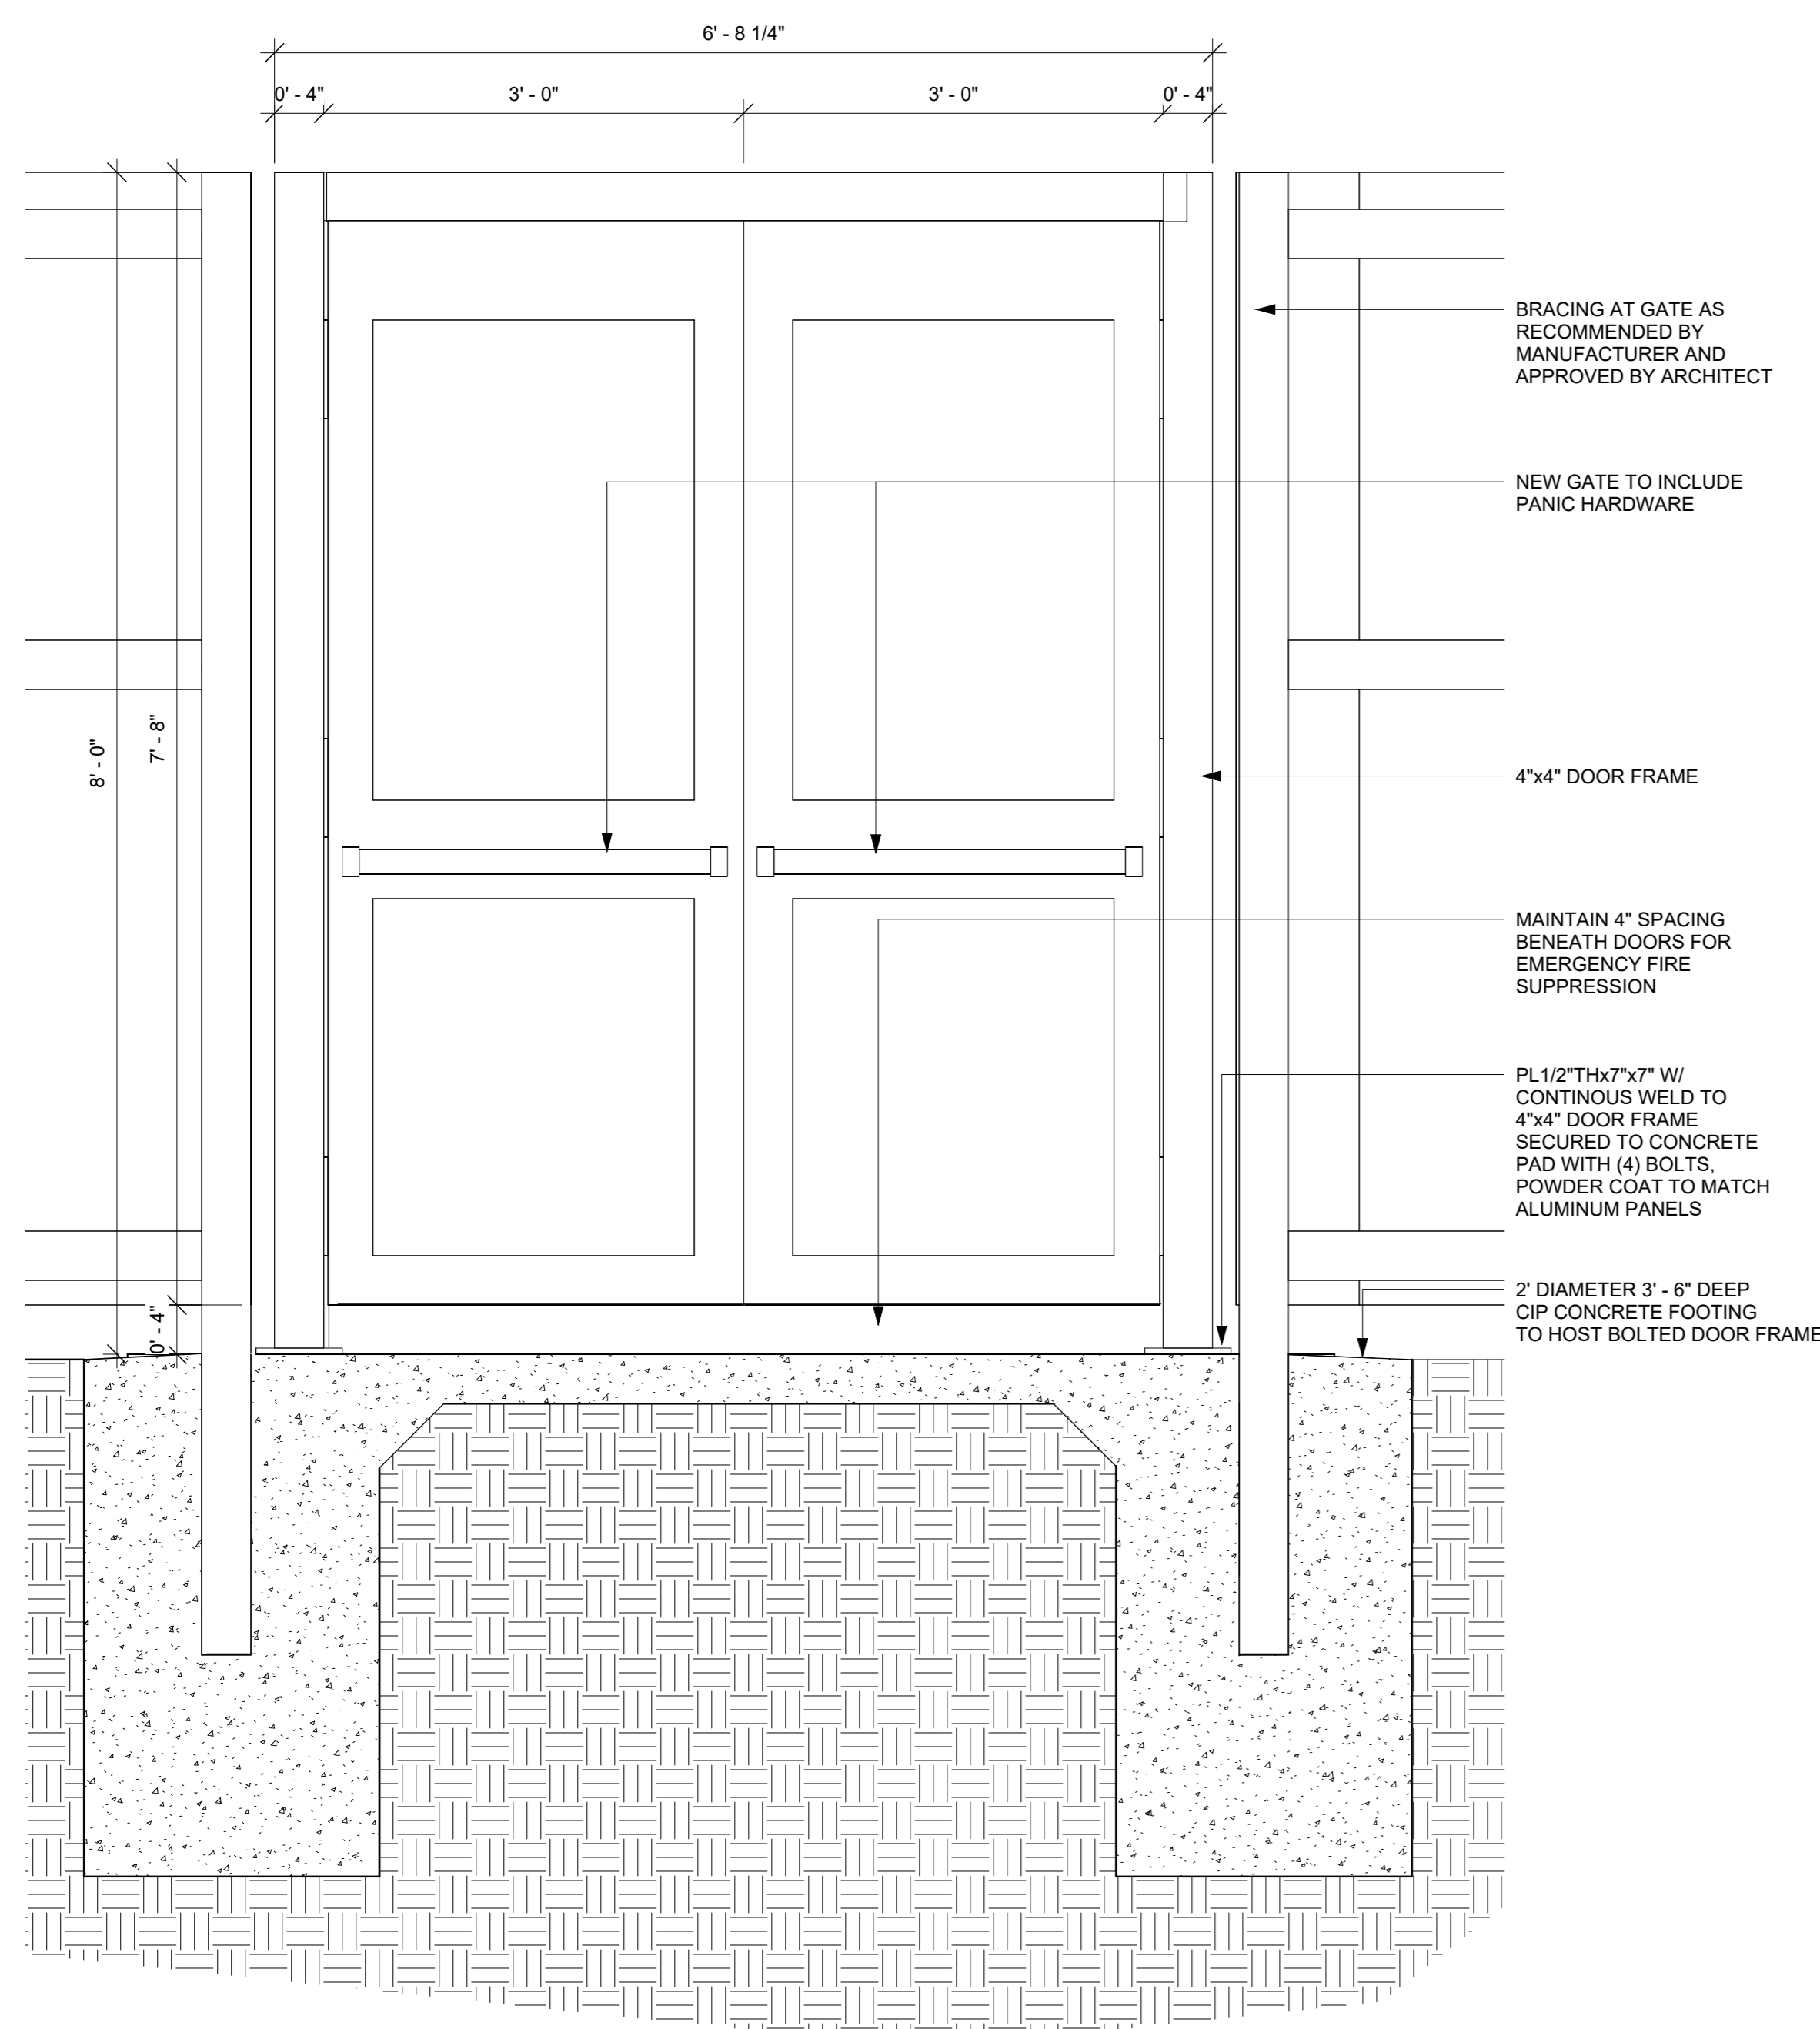 6' - 8 1/4"
0' - 4"
3' - 0"
3' - 0"
0' - 4"
8' - 0"
7' - 8"
0' - 4"
BRACING AT GATE AS
RECOMMENDED BY
MANUFACTURER AND
APPROVED BY ARCHITECT
NEW GATE TO INCLUDE
PANIC HARDWARE
4"x4" DOOR FRAME
MAINTAIN 4" SPACING
BENEATH DOORS FOR
EMERGENCY FIRE
SUPPRESSION
PL1/2"THx7"x7" W/
CONTINOUS WELD TO
4"x4" DOOR FRAME
SECURED TO CONCRETE
PAD WITH (4) BOLTS,
POWDER COAT TO MATCH
ALUMINUM PANELS
2' DIAMETER 3' - 6" DEEP
CIP CONCRETE FOOTING
TO HOST BOLTED DOOR FRAME